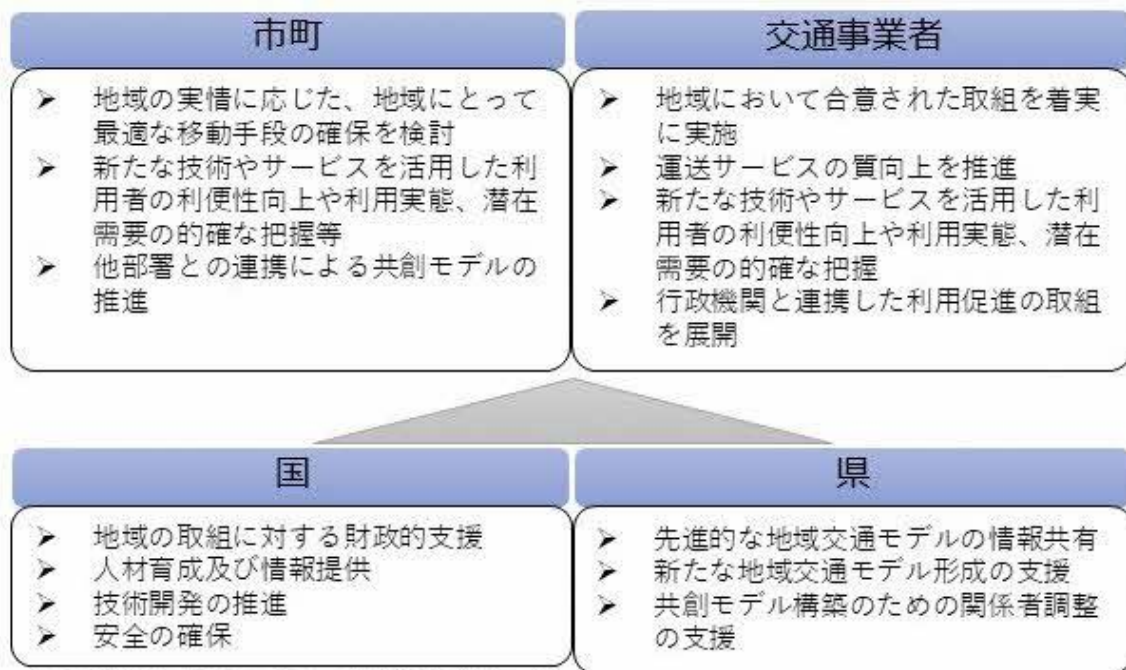 市町
➢ 地域の実情に応じた、地域にとって
最適な移動手段の確保を検討
➢ 新たな技術やサービスを活用した利
用者の利便性向上や利用実態、潜在
需要の的確な把握等
➢ 他部署との連携による共創モデルの
推進
交通事業者
➢ 地域において合意された取組を着実
に実施
➢ 運送サービスの質向上を推進
➢ 新たな技術やサービスを活用した利
用者の利便性向上や利用実態、潜在
需要の的確な把握
➢ 行政機関と連携した利用促進の取組
を展開
国
➢ 地域の取組に対する財政的支援
➢ 人材育成及び情報提供
➢ 技術開発の推進
➢ 安全の確保
県
➢ 先進的な地域交通モデルの情報共有
➢ 新たな地域交通モデル形成の支援
➢ 共創モデル構築のための関係者調整
の支援